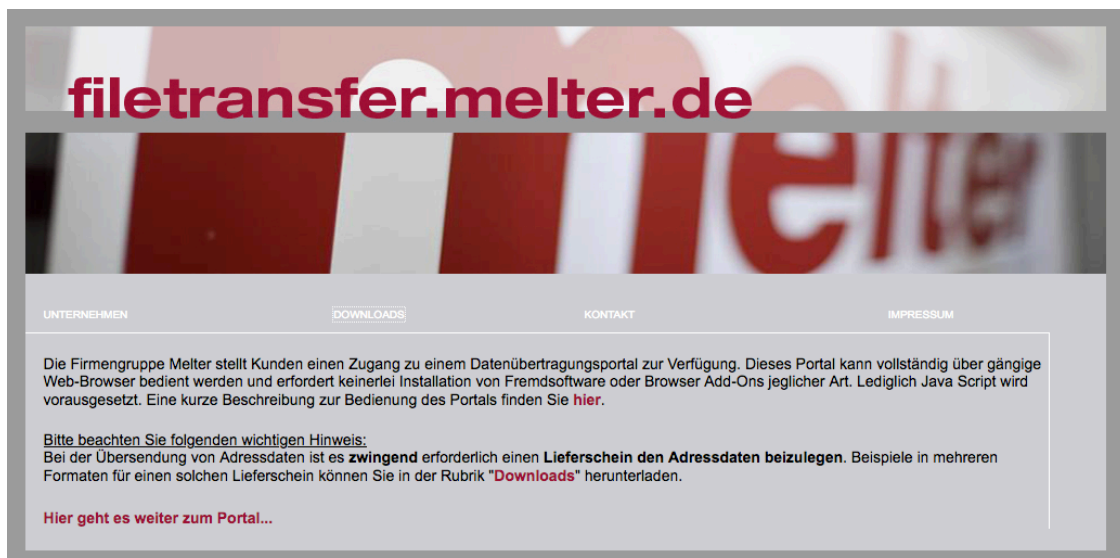 filetransfer.melter.de
melter
UNTERNEHMEN DOWNLOADS KONTAKT IMPRESSUM
Die Firmengruppe Melter stellt Kunden einen Zugang zu einem Datenübertragungsportal zur Verfügung. Dieses Portal kann vollständig über gängige
Web-Browser bedient werden und erfordert keinerlei Installation von Fremdsoftware oder Browser Add-Ons jeglicher Art. Lediglich Java Script wird
vorausgesetzt. Eine kurze Beschreibung zur Bedienung des Portals finden Sie hier.
Bitte beachten Sie folgenden wichtigen Hinweis:
Bei der Übersendung von Adressdaten ist es zwingend erforderlich einen Lieferschein den Adressdaten beizulegen. Beispiele in mehreren
Formaten für einen solchen Lieferschein können Sie in der Rubrik "Downloads" herunterladen.
Hier geht es weiter zum Portal...